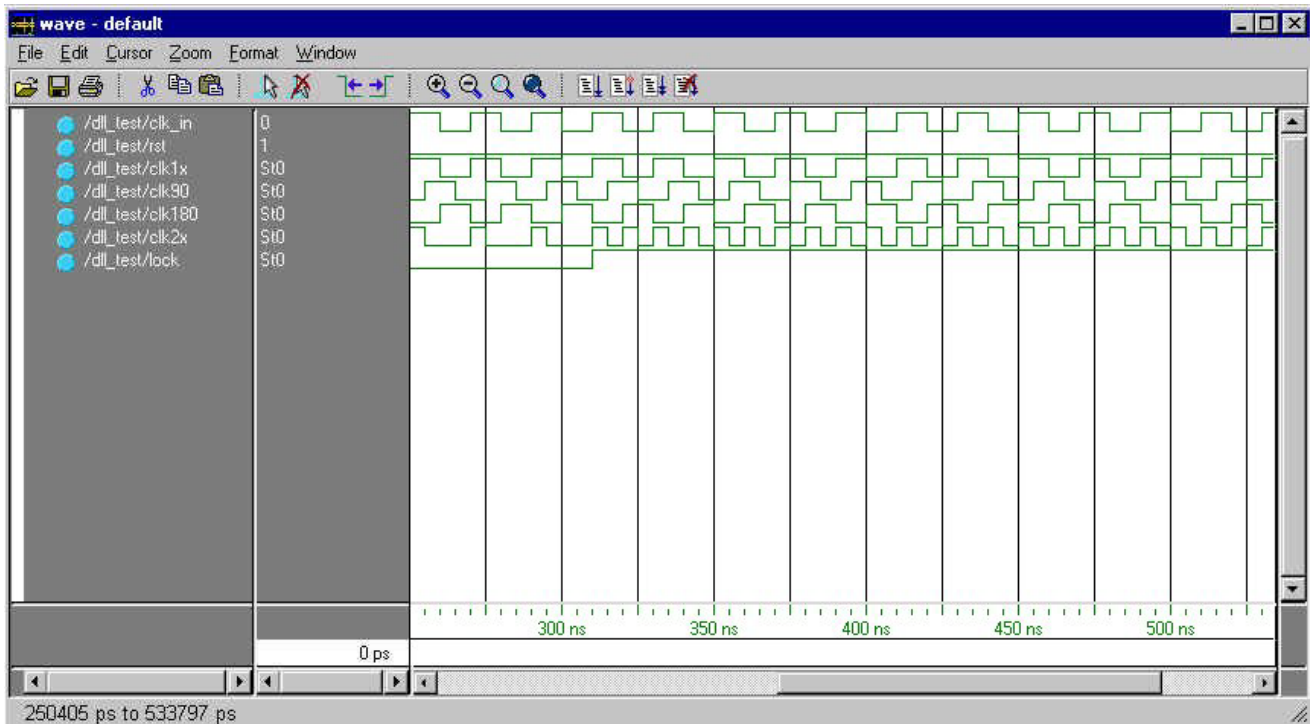 wave - default
File Edit Cursor Zoom Format Window
/dll_test/clk_in 0
/dll_test/rst 1
/dll_test/clk1x St0
/dll_test/clk90 St0
/dll_test/clk180 St0
/dll_test/clk2x St0
/dll_test/lock St0
300 ns 350 ns 400 ns 450 ns 500 ns
0 ps
250405 ps to 533797 ps